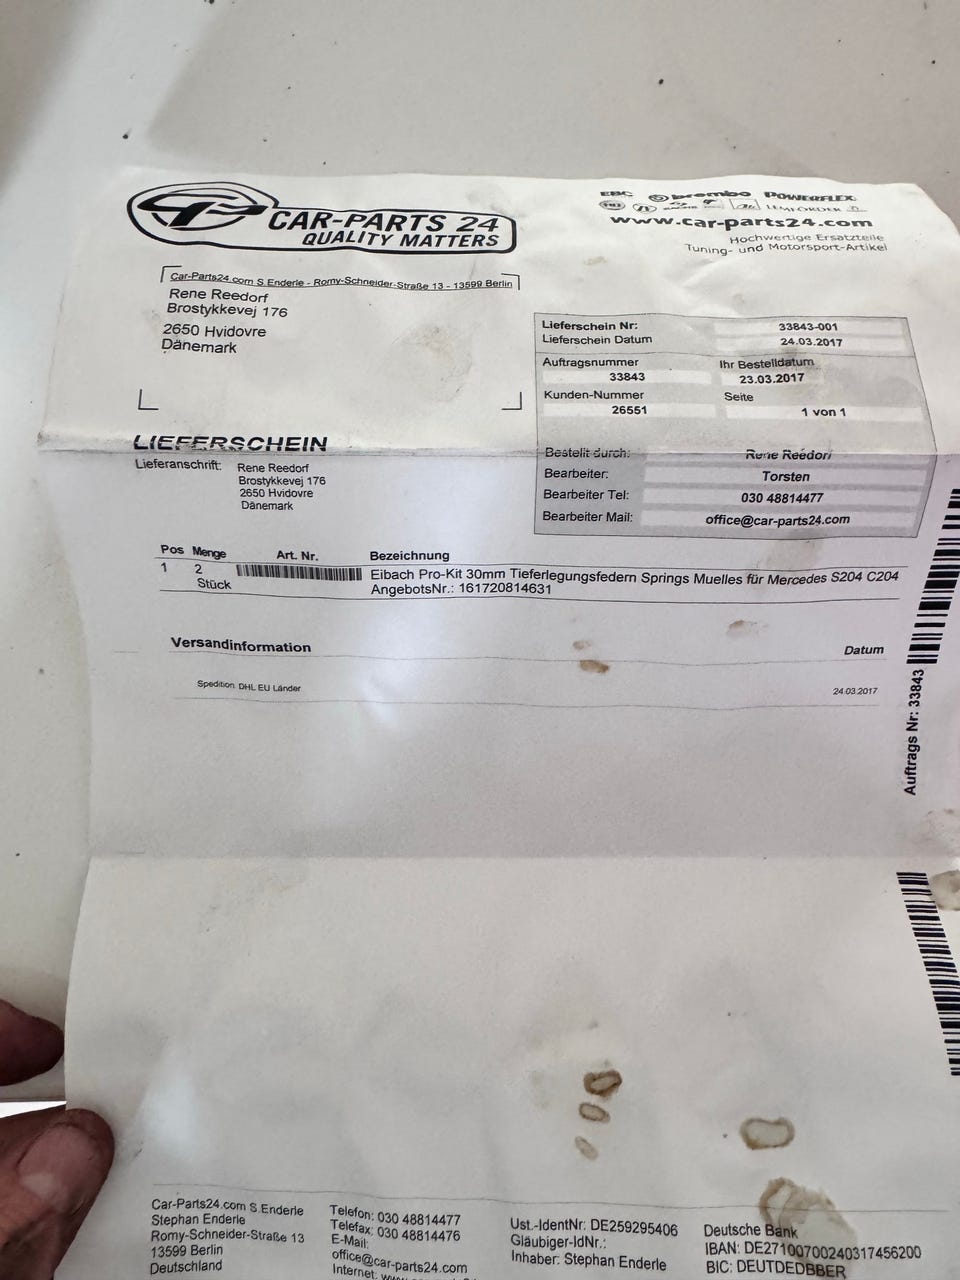 EBC brembo POWERFLEX
LEMFÖRDER
CAR-PARTS 24
QUALITY MATTERS
www.car-parts24.com
Hochwertige Ersatzteile
Tuning- und Motorsport-Artikel
Car-Parts24.com S.Enderle - Romy-Schneider-Straße 13 - 13599 Berlin
Rene Reedorf
Brostykkevej 176
2650 Hvidovre
Dänemark
Lieferschein Nr: 33843-001
Lieferschein Datum 24.03.2017
Auftragsnummer Ihr Bestelldatum
33843 23.03.2017
Kunden-Nummer Seite
26551 1 von 1
LIEFERSCHEIN
Bestellt durch: Rene Reedorf
Lieferanschrift: Rene Reedorf
Brostykkevej 176
2650 Hvidovre
Dänemark
Bearbeiter: Torsten
Bearbeiter Tel: 030 48814477
Bearbeiter Mail: office@car-parts24.com
Pos Menge Art. Nr. Bezeichnung
1 2 Eibach Pro-Kit 30mm Tieferlegungsfedern Springs Muelles für Mercedes S204 C204
Stück AngebotsNr.: 161720814631
Versandinformation Datum
Spedition DHL EU Länder 24.03.2017
Auftrags Nr: 33843
Car-Parts24.com S.Enderle
Stephan Enderle
Romy-Schneider-Straße 13
13599 Berlin
Deutschland
Telefon: 030 48814477
Telefax: 030 48814476
E-Mail:
office@car-parts24.com
Internet:
Ust.-IdentNr: DE259295406
Gläubiger-IdNr.:
Inhaber: Stephan Enderle
Deutsche Bank
IBAN: DE27100700240317456200
BIC: DEUTDEDBBER